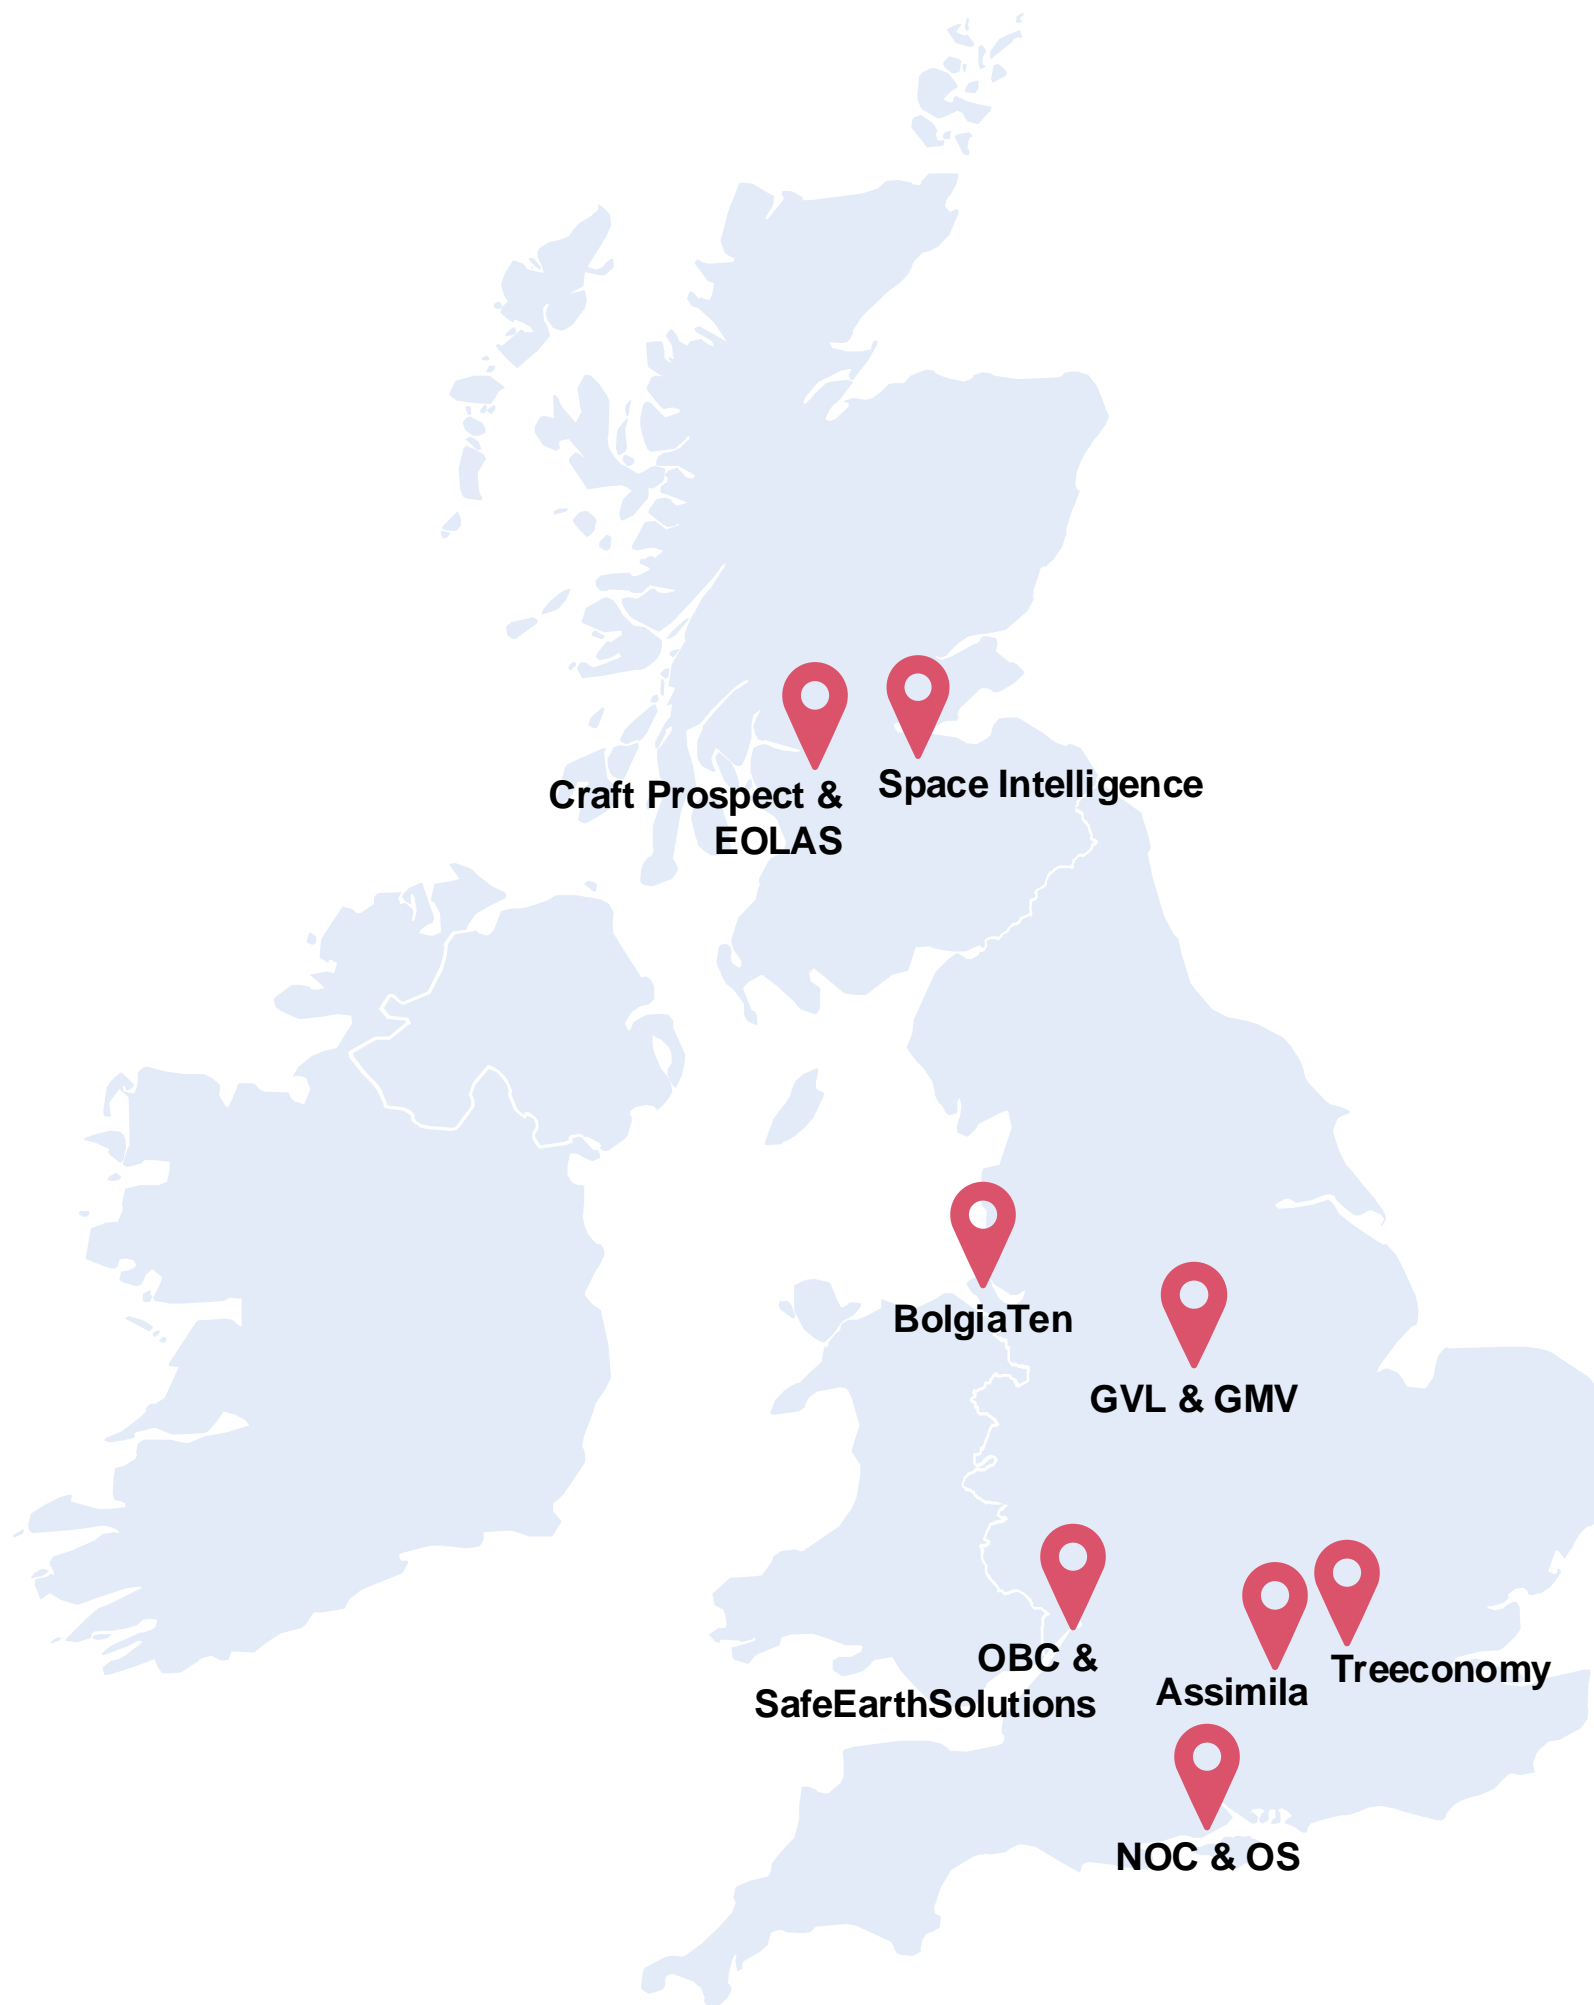 Craft Prospect &
EOLAS
Space Intelligence
BolgiaTen
GVL & GMV
OBC &
SafeEarthSolutions
Assimila
Treeconomy
NOC & OS